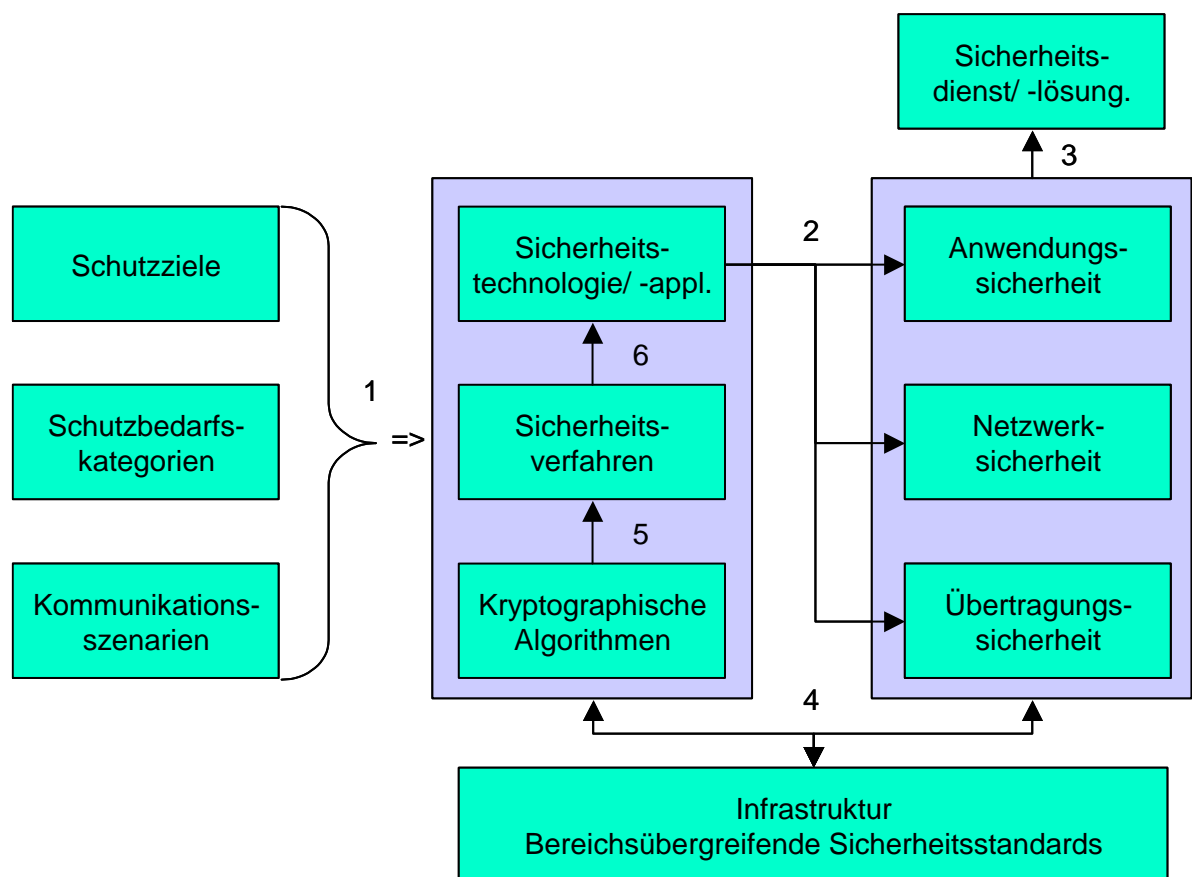 Sicherheits-
dienst/ -lösung.
3
Schutzziele
Schutzbedarfs-
kategorien
Kommunikations-
szenarien
1
=>
Sicherheits-
technologie/ -appl.
6
Sicherheits-
verfahren
5
Kryptographische
Algorithmen
2
Anwendungs-
sicherheit
Netzwerk-
sicherheit
Übertragungs-
sicherheit
4
Infrastruktur
Bereichsübergreifende Sicherheitsstandards